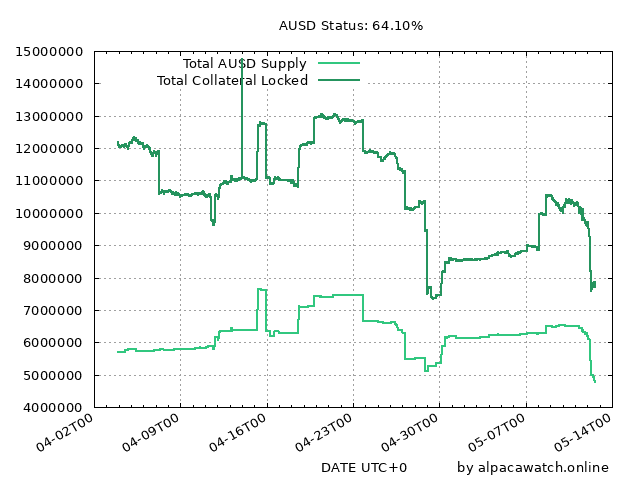 AUSD Status: 64.10%
15000000
14000000
13000000
12000000
11000000
10000000
9000000
8000000
7000000
6000000
5000000
4000000
Total AUSD Supply
Total Collateral Locked
04-02T00
04-09T00
04-16T00
04-23T00
04-30T00
05-07T00
05-14T00
DATE UTC+0
by alpacawatch.online